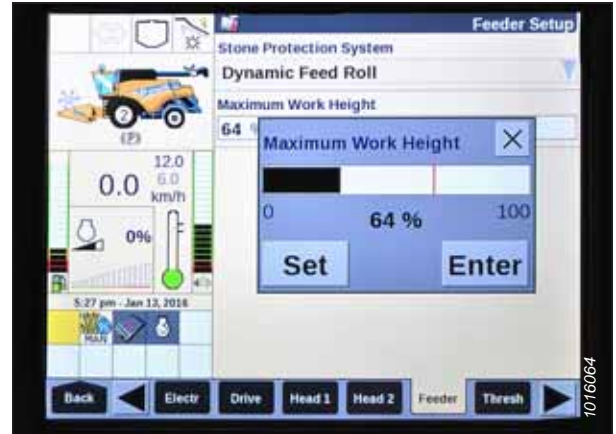 Feeder Setup
Stone Protection System
Dynamic Feed Roll
Maximum Work Height
64 %
Maximum Work Height
0
64 %
100
Set
Enter
2
(P)
12.0
0.0
6.0
km/h
0%
5:27 pm - Jan 13, 2016
MAN
Back
Electr
Drive
Head 1
Head 2
Feeder
Thresh
1016064